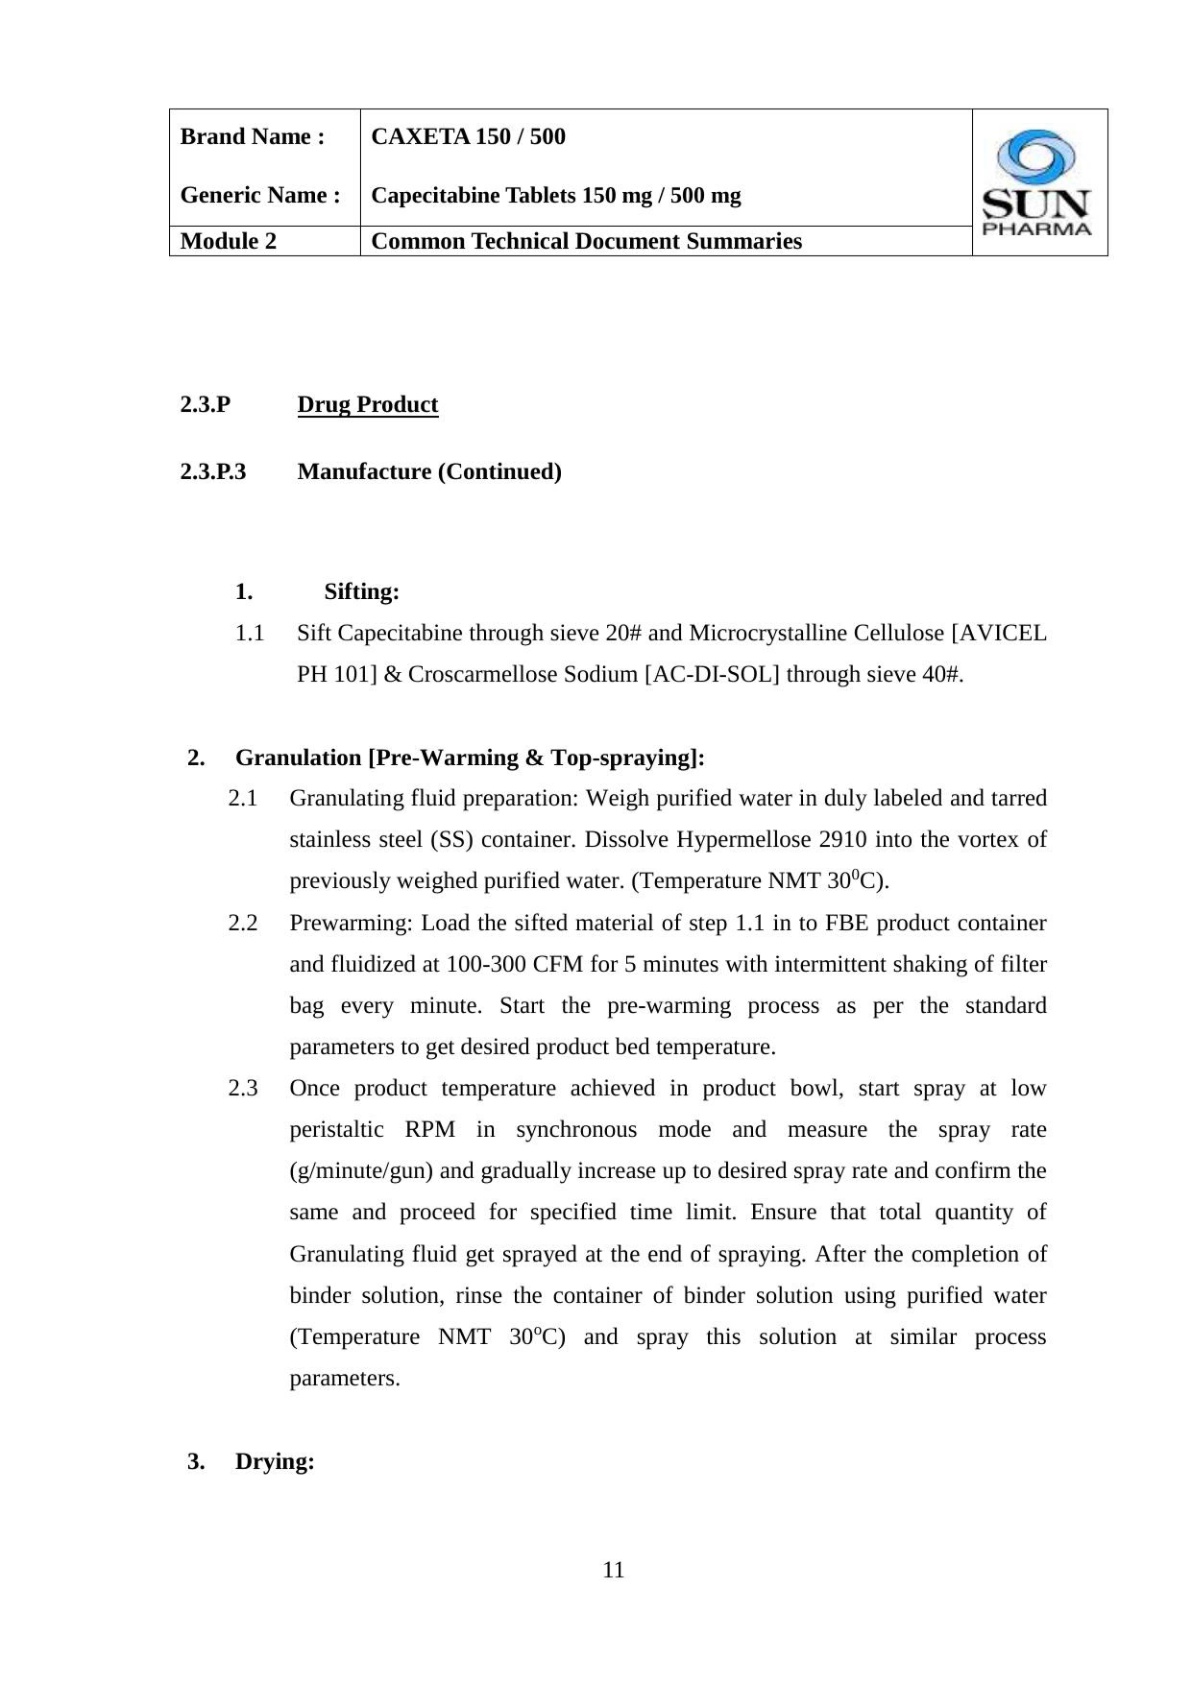 Brand Name : CAXETA 150 / 500
Generic Name : Capecitabine Tablets 150 mg / 500 mg
Module 2 Common Technical Document Summaries
SUN
PHARMA
2.3.P Drug Product
2.3.P.3 Manufacture (Continued)
1. Sifting:
1.1 Sift Capecitabine through sieve 20# and Microcrystalline Cellulose [AVICEL
PH 101] & Croscarmellose Sodium [AC-DI-SOL] through sieve 40#.
2. Granulation [Pre-Warming & Top-spraying]:
2.1 Granulating fluid preparation: Weigh purified water in duly labeled and tarred
stainless steel (SS) container. Dissolve Hypermellose 2910 into the vortex of
previously weighed purified water. (Temperature NMT 30⁰C).
2.2 Prewarming: Load the sifted material of step 1.1 in to FBE product container
and fluidized at 100-300 CFM for 5 minutes with intermittent shaking of filter
bag every minute. Start the pre-warming process as per the standard
parameters to get desired product bed temperature.
2.3 Once product temperature achieved in product bowl, start spray at low
peristaltic RPM in synchronous mode and measure the spray rate
(g/minute/gun) and gradually increase up to desired spray rate and confirm the
same and proceed for specified time limit. Ensure that total quantity of
Granulating fluid get sprayed at the end of spraying. After the completion of
binder solution, rinse the container of binder solution using purified water
(Temperature NMT 30ᵒC) and spray this solution at similar process
parameters.
3. Drying:
11